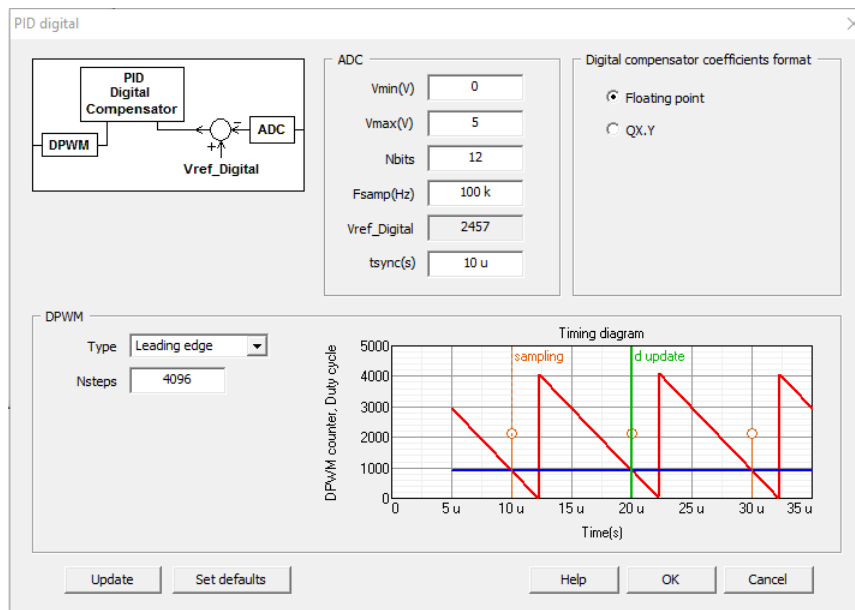 PID digital
PID
Digital
Compensator
DPWM
ADC
Vref_Digital
ADC
Vmin(V) 0
Vmax(V) 5
Nbits 12
Fsamp(Hz) 100 k
Vref_Digital 2457
tsync(s) 10 u
Digital compensator coefficients format
Floating point
QX.Y
DPWM
Type Leading edge
Nsteps 4096
Timing diagram
DPWM counter, Duty cycle
5000
4000
3000
2000
1000
0
sampling
d update
0 5 u 10 u 15 u 20 u 25 u 30 u 35 u
Time(s)
Update Set defaults Help OK Cancel